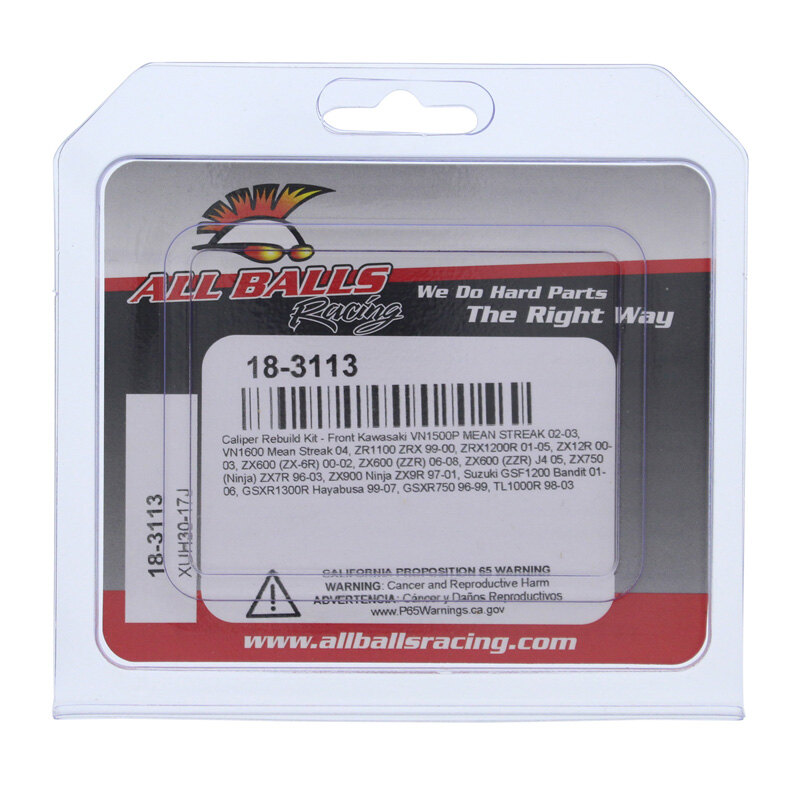 ALL BALLS
Racing
We Do Hard Parts
The Right Way
18-3113
Caliper Rebuild Kit - Front Kawasaki VN1500P MEAN STREAK 02-03,
VN1600 Mean Streak 04, ZR1100 ZRX 99-00, ZRX1200R 01-05, ZX12R 00-
03, ZX600 (ZX-6R) 00-02, ZX600 (ZZR) 06-08, ZX600 (ZZR) J4 05, ZX750
(Ninja) ZX7R 96-03, ZX900 Ninja ZX9R 97-01, Suzuki GSF1200 Bandit 01-
06, GSXR1300R Hayabusa 99-07, GSXR750 96-99, TL1000R 98-03
18-3113
XUH30-17J
CALIFORNIA PROPOSITION 65 WARNING
WARNING: Cancer and Reproductive Harm
ADVERTENCIA: Cáncer y Daños Reproductivos
www.P65Warnings.ca.gov
www.allballsracing.com